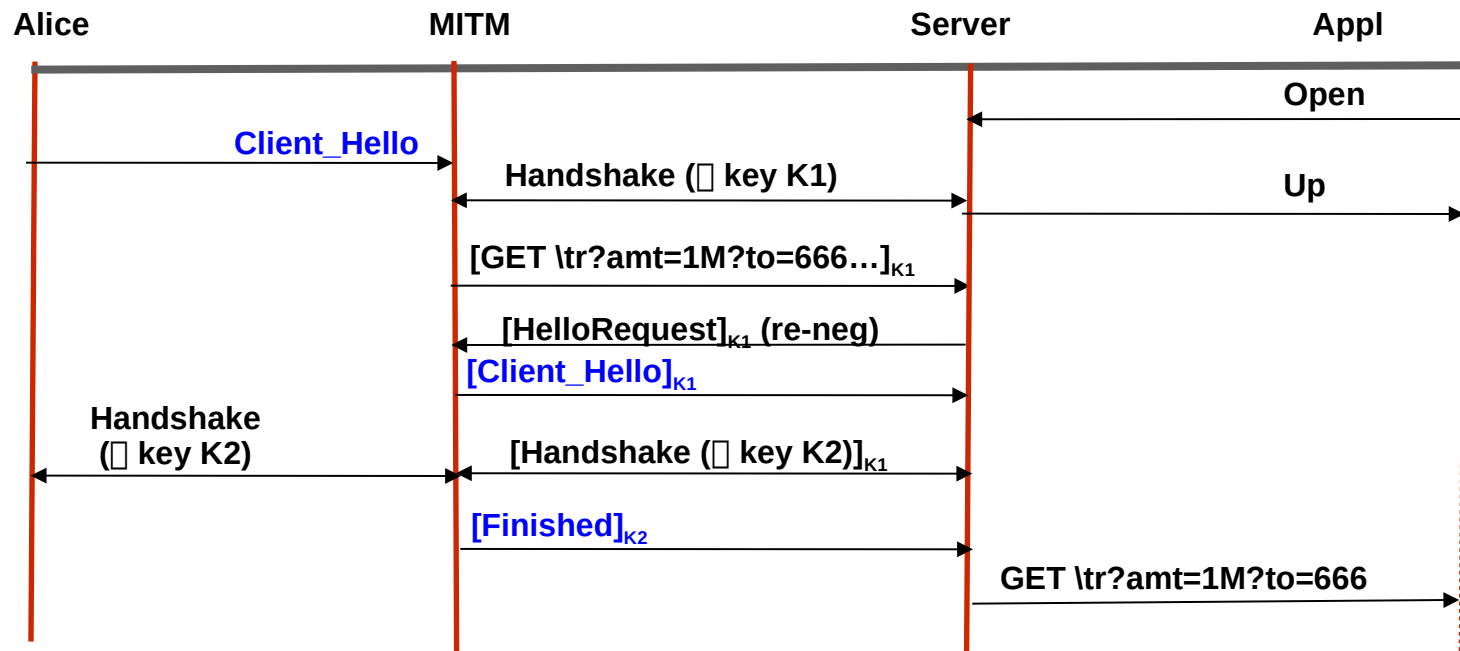 Alice
MITM
Server
Appl
Open
Client_Hello
Handshake (▯ key K1)
Up
[GET \tr?amt=1M?to=666…]K1
[HelloRequest]K1 (re-neg)
[Client_Hello]K1
Handshake
(▯ key K2)
[Handshake (▯ key K2)]K1
[Finished]K2
GET \tr?amt=1M?to=666